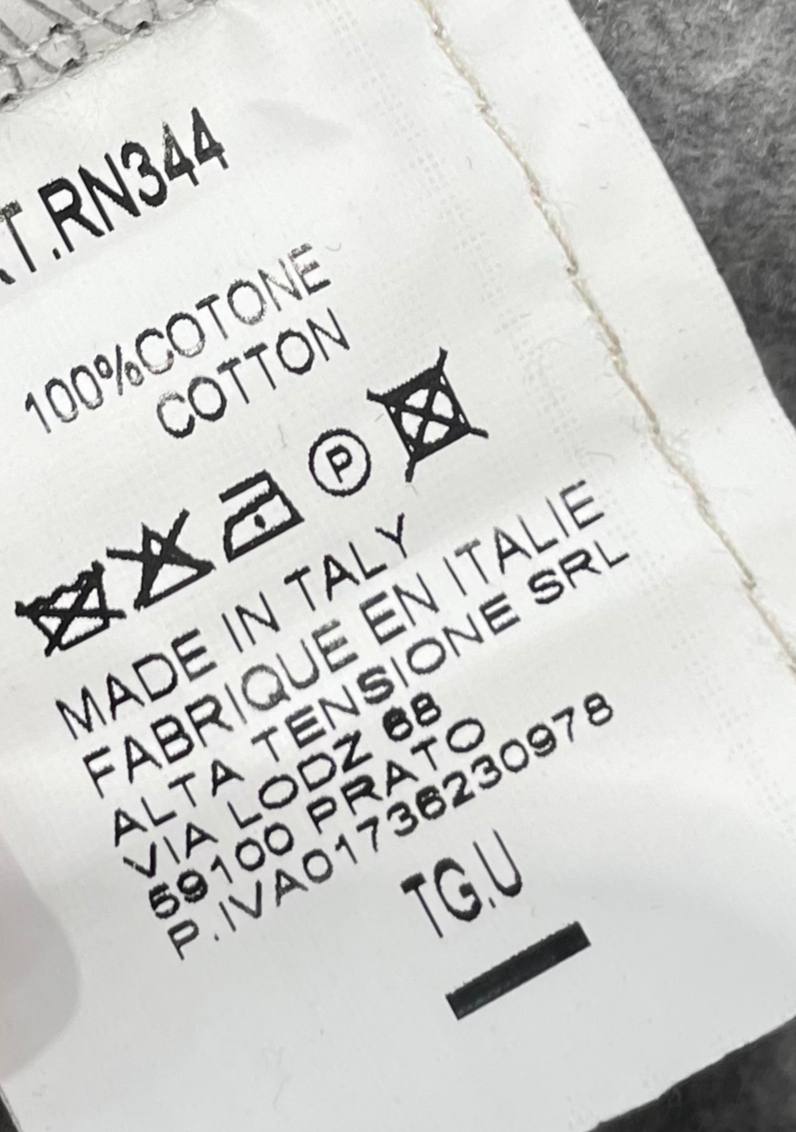 T.RN344
100%COTONE
COTTON
P
MADE IN TALY
FABRIQUE EN ITALIE
ALTA TENSIONE SRL
VIA LODZ 68
59100 PRATO
P.IVA01736230978
TG.U